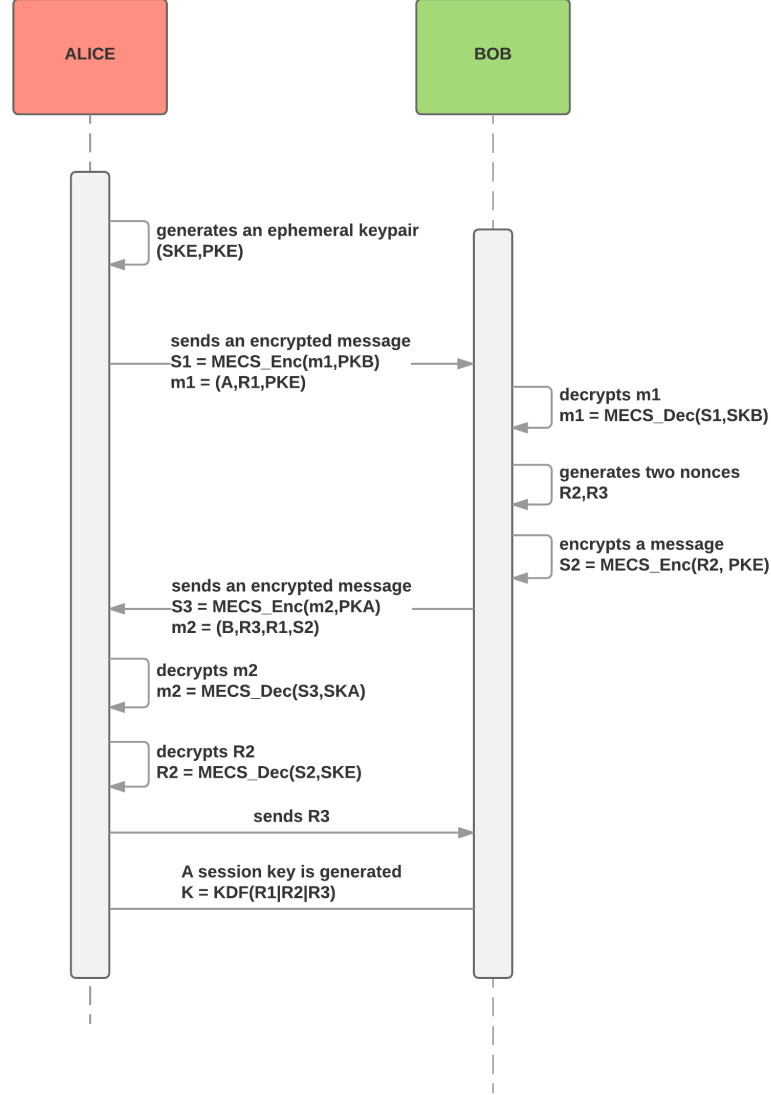 ALICE
BOB
generates an ephemeral keypair
(SKE,PKE)
sends an encrypted message
S1 = MECS_Enc(m1,PKB)
m1 = (A,R1,PKE)
decrypts m1
m1 = MECS_Dec(S1,SKB)
generates two nonces
R2,R3
encrypts a message
S2 = MECS_Enc(R2, PKE)
sends an encrypted message
S3 = MECS_Enc(m2,PKA)
m2 = (B,R3,R1,S2)
decrypts m2
m2 = MECS_Dec(S3,SKA)
decrypts R2
R2 = MECS_Dec(S2,SKE)
sends R3
A session key is generated
K = KDF(R1|R2|R3)